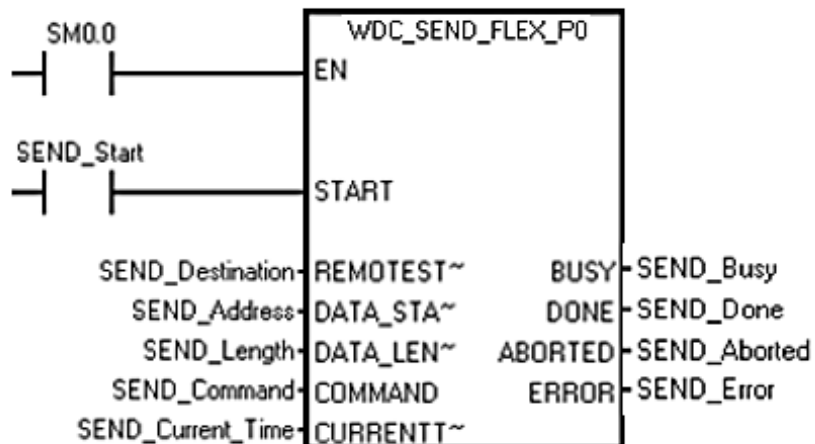 SM0.0 WDC_SEND_FLEX_P0
EN
SEND_Start
START
SEND_Destination REMOTEST~ BUSY SEND_Busy
SEND_Address DATA_STA~ DONE SEND_Done
SEND_Length DATA_LEN~ ABORTED SEND_Aborted
SEND_Command COMMAND ERROR SEND_Error
SEND_Current_Time CURRENTT~